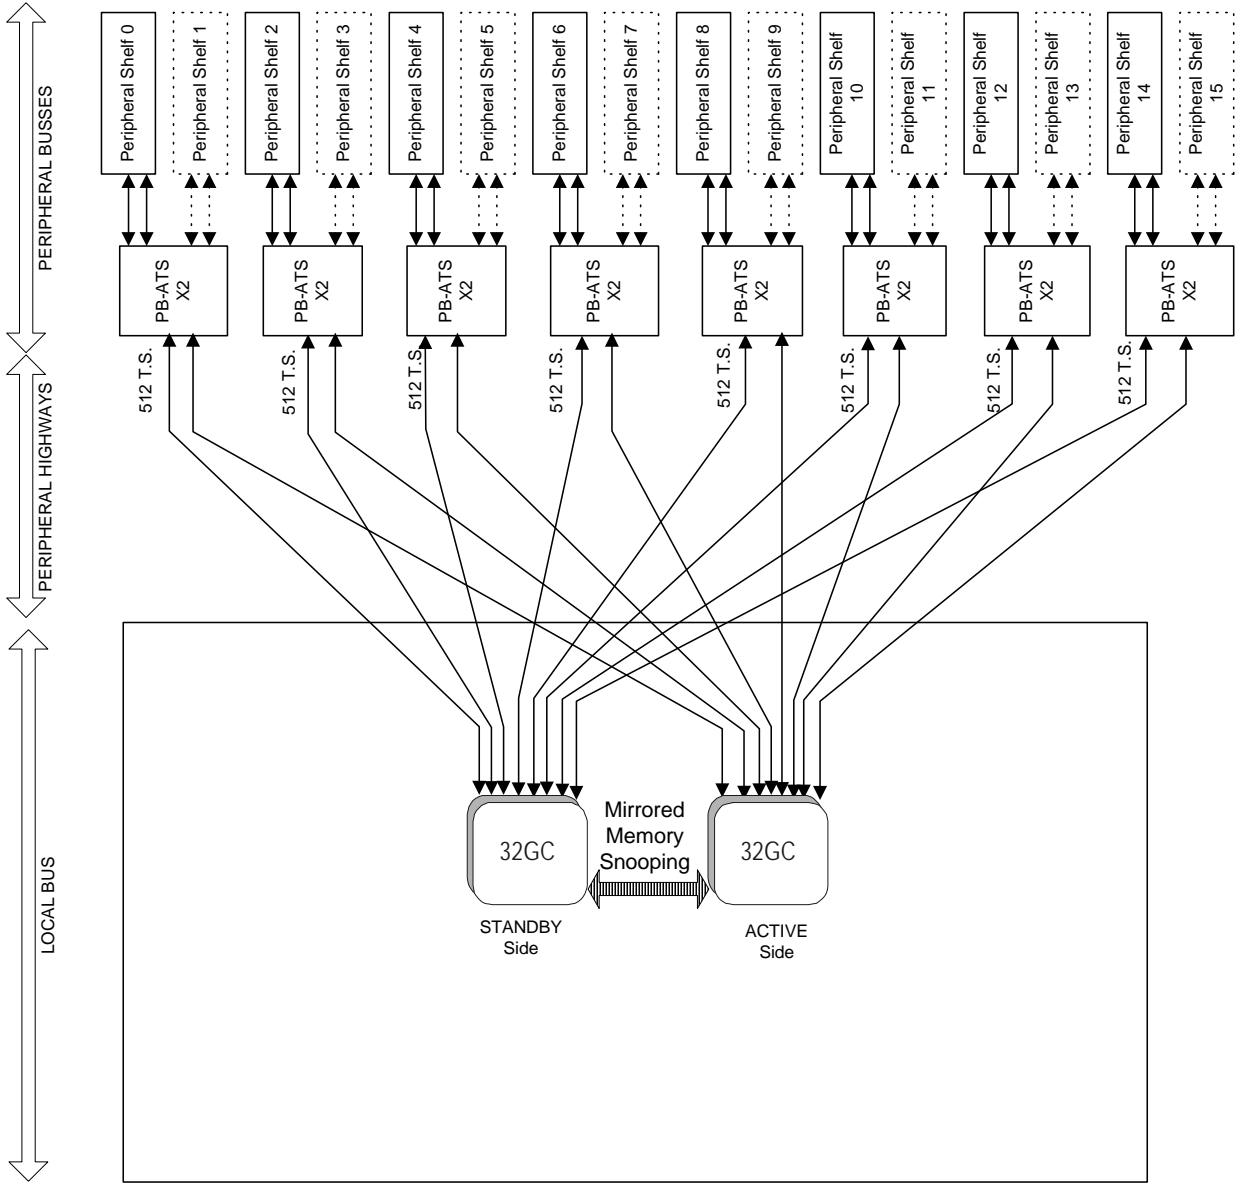 PERIPHERAL BUSSES
PERIPHERAL HIGHWAYS
LOCAL BUS
Peripheral Shelf 0
Peripheral Shelf 1
Peripheral Shelf 2
Peripheral Shelf 3
Peripheral Shelf 4
Peripheral Shelf 5
Peripheral Shelf 6
Peripheral Shelf 7
Peripheral Shelf 8
Peripheral Shelf 9
Peripheral Shelf
10
Peripheral Shelf
11
Peripheral Shelf
12
Peripheral Shelf
13
Peripheral Shelf
14
Peripheral Shelf
15
PB-ATS
X2
PB-ATS
X2
PB-ATS
X2
PB-ATS
X2
PB-ATS
X2
PB-ATS
X2
PB-ATS
X2
PB-ATS
X2
512 T.S.
512 T.S.
512 T.S.
512 T.S.
512 T.S.
512 T.S.
512 T.S.
512 T.S.
32GC
Mirrored
Memory
Snooping
32GC
STANDBY
Side
ACTIVE
Side